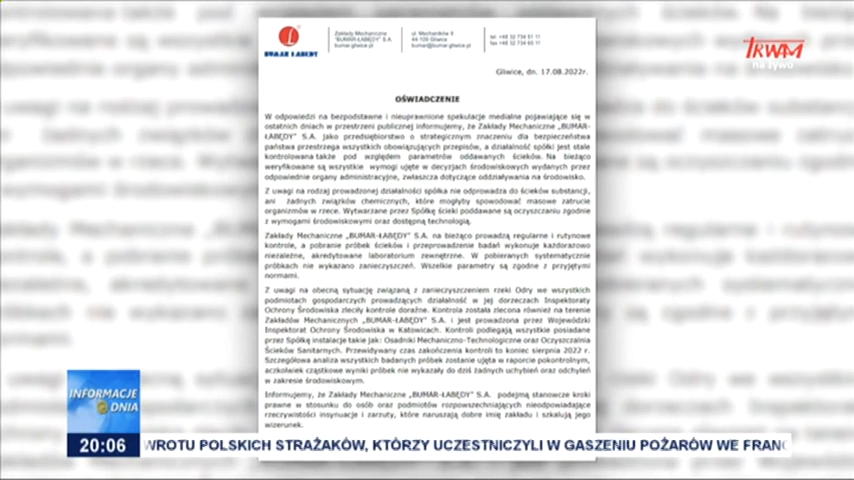 Zakłady Mechaniczne
"BUMAR-ŁABĘDY" S.A.
bumar.gliwice.pl
ul. Mechaników 9
44 109 Gliwice
bumar@bumar.gliwice.pl
tel. +48 32 734 51 11
fax +48 32 734 65 11
BUMAR ŁABĘDY
TRWAM
na żywo
Gliwice, dn. 17.08.2022r.
OŚWIADCZENIE
W odpowiedzi na bezpodstawne i nieuprawnione spekulacje medialne pojawiające się w
ostatnich dniach w przestrzeni publicznej informujemy, że Zakłady Mechaniczne „BUMAR-
ŁABĘDY" S.A. jako przedsiębiorstwo o strategicznym znaczeniu dla bezpieczeństwa
państwa przestrzega wszystkich obowiązujących przepisów, a działalność spółki jest stale
kontrolowana także pod względem parametrów oddawanych ścieków. Na bieżąco
weryfikowane są wszystkie wymogi ujęte w decyzjach środowiskowych wydanych przez
odpowiednie organy administracyjne, zwłaszcza dotyczące oddziaływania na środowisko.
Z uwagi na rodzaj prowadzonej działalności spółka nie odprowadza do ścieków substancji,
ani żadnych związków chemicznych, które mogłyby spowodować masowe zatrucie
organizmów w rzece. Wytwarzane przez Spółkę ścieki poddawane są oczyszczaniu zgodnie
z wymogami środowiskowymi oraz dostępną technologią.
Zakłady Mechaniczne „BUMAR-ŁABĘDY" S.A. na bieżąco prowadzą regularne i rutynowe
kontrole, a pobranie próbek ścieków i przeprowadzenie badań wykonuje każdorazowo
niezależne, akredytowane laboratorium zewnętrzne. W pobieranych systematycznie
próbkach nie wykazano zanieczyszczeń. Wszelkie parametry są zgodne z przyjętymi
normami.
Z uwagi na obecną sytuację związaną z zanieczyszczeniem rzeki Odry we wszystkich
podmiotach gospodarczych prowadzących działalność w jej dorzeczach Inspektoraty
Ochrony Środowiska zleciły kontrole doraźne. Kontrola została zlecona również na terenie
Zakładów Mechanicznych „BUMAR-ŁABĘDY" S.A. i jest prowadzona przez Wojewódzki
Inspektorat Ochrony Środowiska w Katowicach. Kontroli podlegają wszystkie posiadane
przez Spółkę instalacje takie jak: Osadniki Mechaniczno-Technologiczne oraz Oczyszczalnia
Ścieków Sanitarnych. Przewidywany czas zakończenia kontroli to koniec sierpnia 2022 r.
Szczegółowa analiza wszystkich badanych próbek zostanie ujęta w raporcie pokontrolnym,
aczkolwiek cząstkowe wyniki próbek nie wykazały do dziś żadnych uchybień oraz odchyleń
w zakresie środowiskowym.
Informujemy, że Zakłady Mechaniczne „BUMAR-ŁABĘDY" S.A. podejmą stanowcze kroki
prawne w stosunku do osób oraz podmiotów rozpowszechniających nieodpowiadające
rzeczywistości insynuacje i zarzuty, które naruszają dobre imię zakładu i szkalują jego
wizerunek.
INFORMACJE
DNIA
20:06
WROTU POLSKICH STRAŻAKÓW, KTÓRZY UCZESTNICZYLI W GASZENIU POŻARÓW WE FRANC